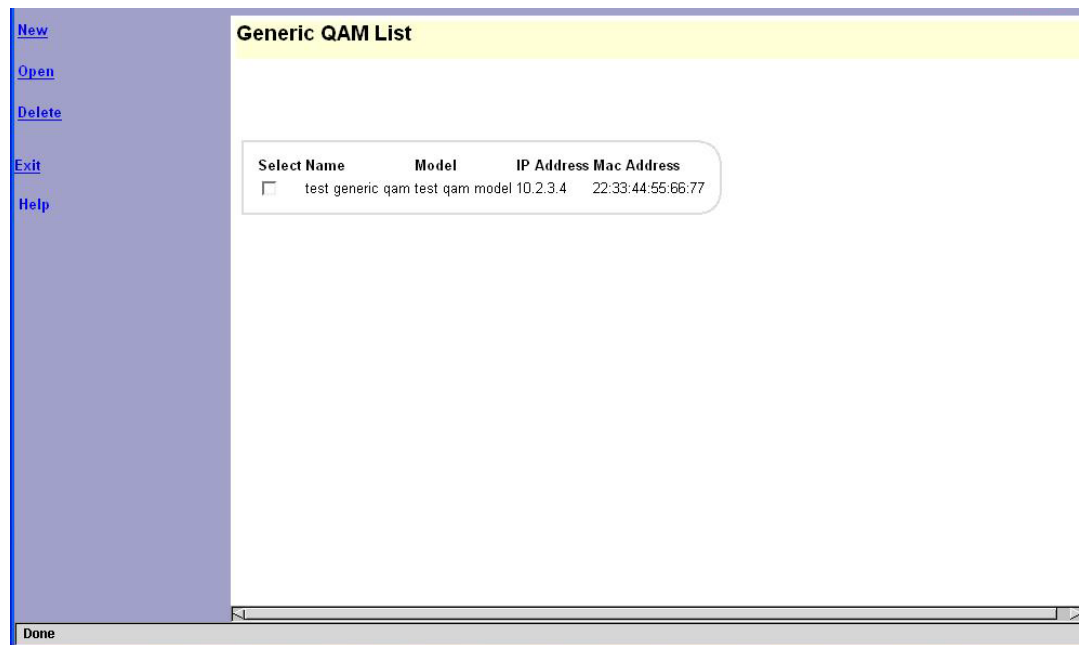 New
Open
Delete
Exit
Help
Generic QAM List
Select Name Model IP Address Mac Address
test generic qam test qam model 10.2.3.4 22:33:44:55:66:77
Done